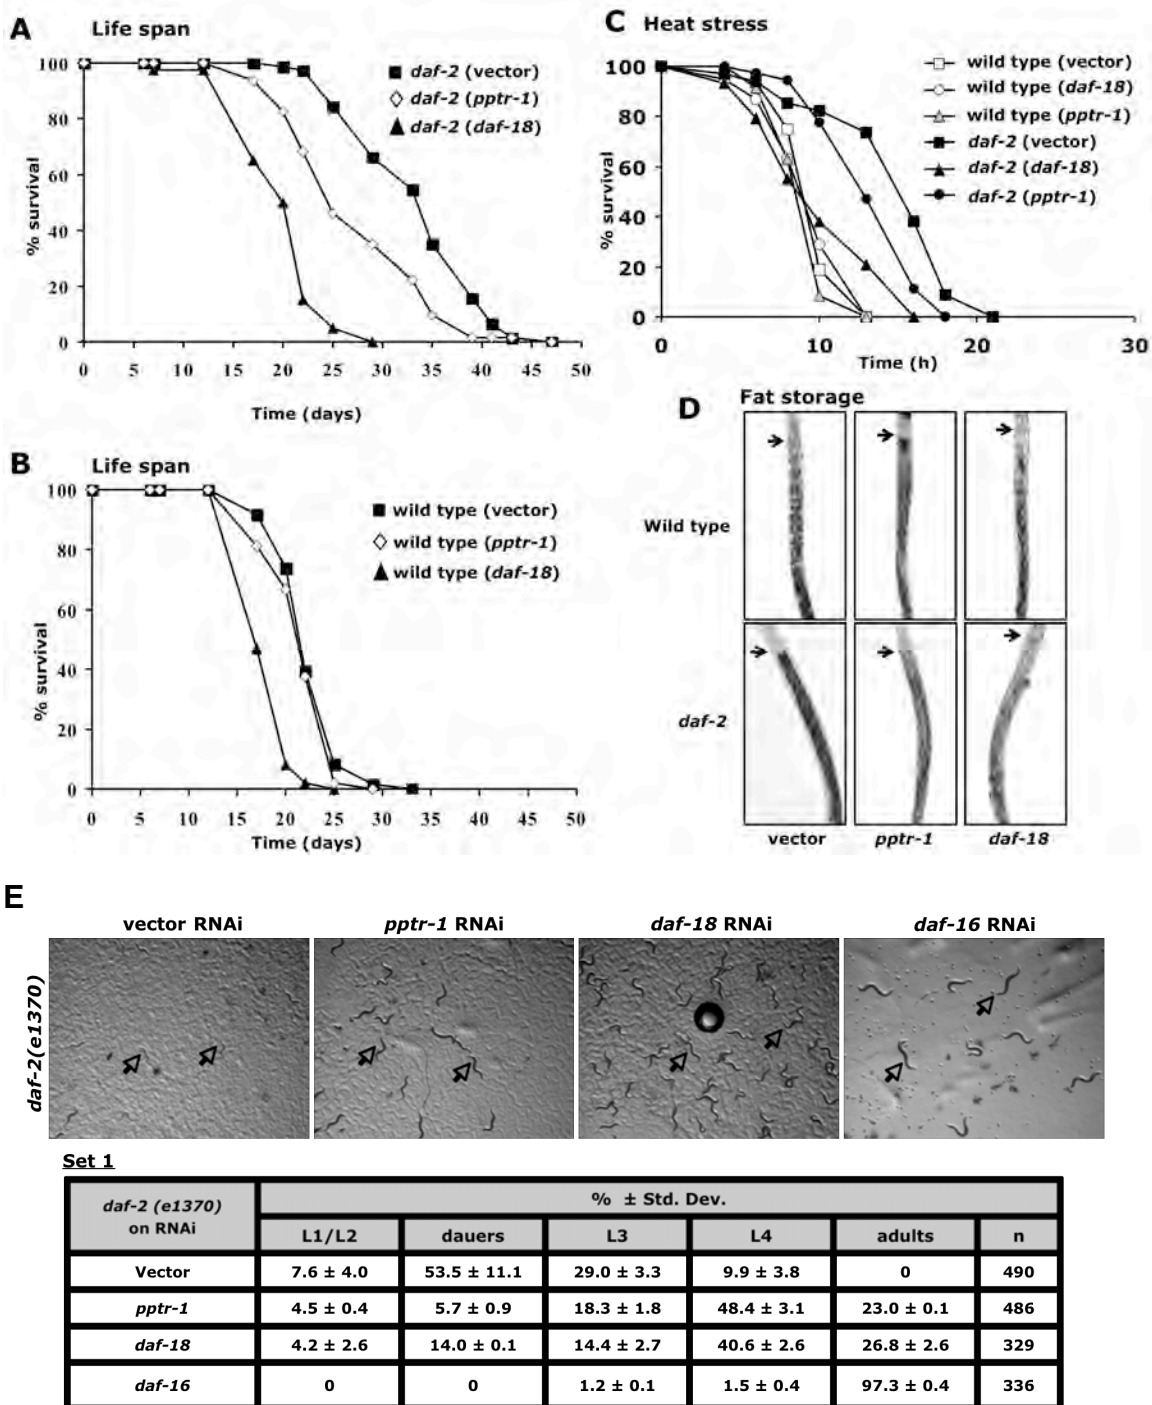 A
Life span
100
80
60
40
20
0
% survival
daf-2 (vector)
daf-2 (pptr-1)
daf-2 (daf-18)
0 5 10 15 20 25 30 35 40 45 50
Time (days)
B
Life span
100
80
60
40
20
0
% survival
wild type (vector)
wild type (pptr-1)
wild type (daf-18)
0 5 10 15 20 25 30 35 40 45 50
Time (days)
C
Heat stress
100
80
60
40
20
0
% survival
wild type (vector)
wild type (daf-18)
wild type (pptr-1)
daf-2 (vector)
daf-2 (daf-18)
daf-2 (pptr-1)
10 20 30
Time (h)
D
Fat storage
Wild type
daf-2
vector pptr-1 daf-18
E
vector RNAi pptr-1 RNAi daf-18 RNAi daf-16 RNAi
daf-2(e1370)
Set 1
daf-2 (e1370)
on RNAi
% ± Std. Dev.
L1/L2 dauers L3 L4 adults n
Vector 7.6 ± 4.0 53.5 ± 11.1 29.0 ± 3.3 9.9 ± 3.8 0 490
pptr-1 4.5 ± 0.4 5.7 ± 0.9 18.3 ± 1.8 48.4 ± 3.1 23.0 ± 0.1 486
daf-18 4.2 ± 2.6 14.0 ± 0.1 14.4 ± 2.7 40.6 ± 2.6 26.8 ± 2.6 329
daf-16 0 0 1.2 ± 0.1 1.5 ± 0.4 97.3 ± 0.4 336